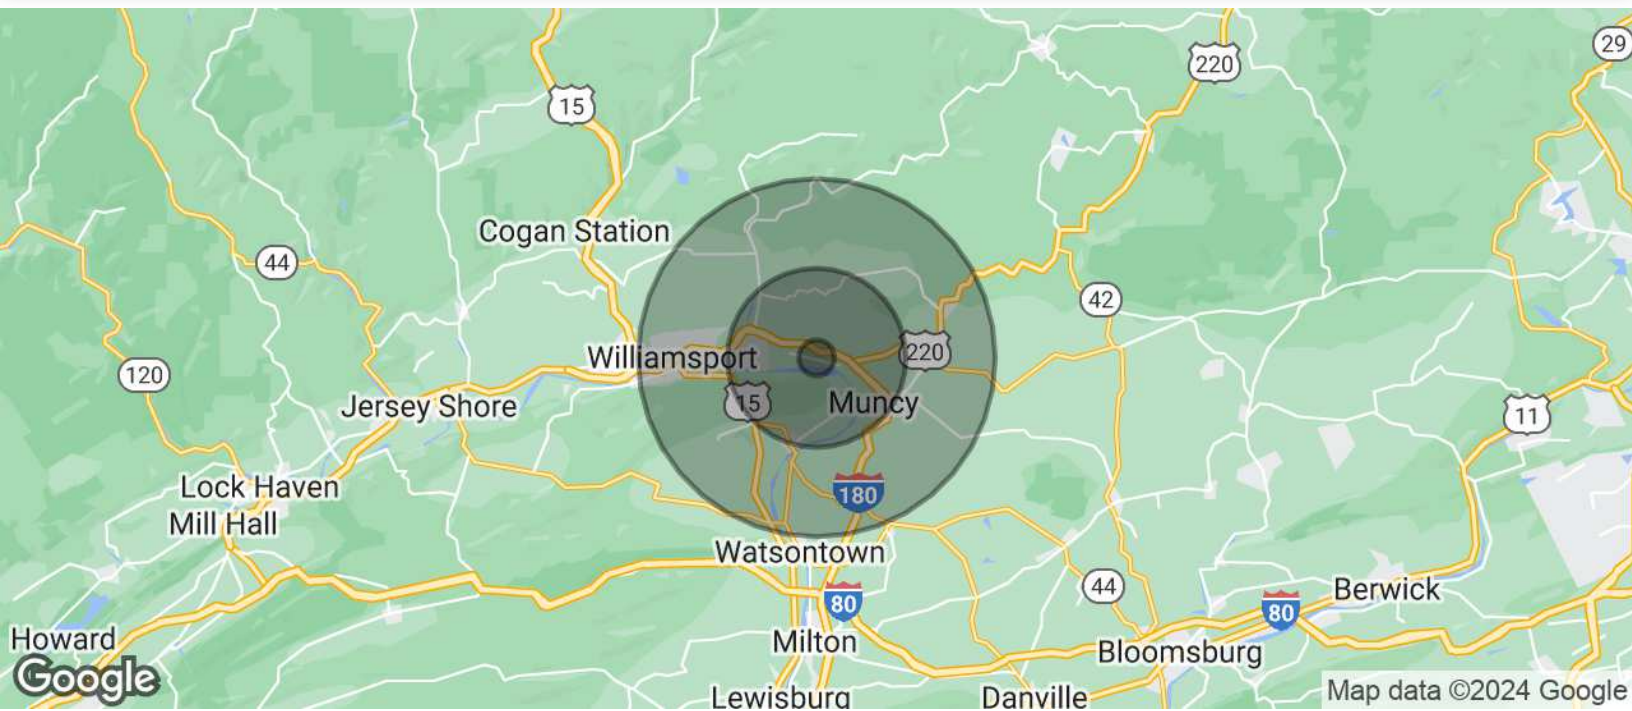 29
220
15
Cogan Station
44
42
220
Williamsport
120
15
Muncy
Jersey Shore
11
Lock Haven
180
Mill Hall
Watsontown
44
80
Berwick
80
Howard
Milton
Bloomsburg
Google
Lewisburg
Danville
Map data ©2024 Google